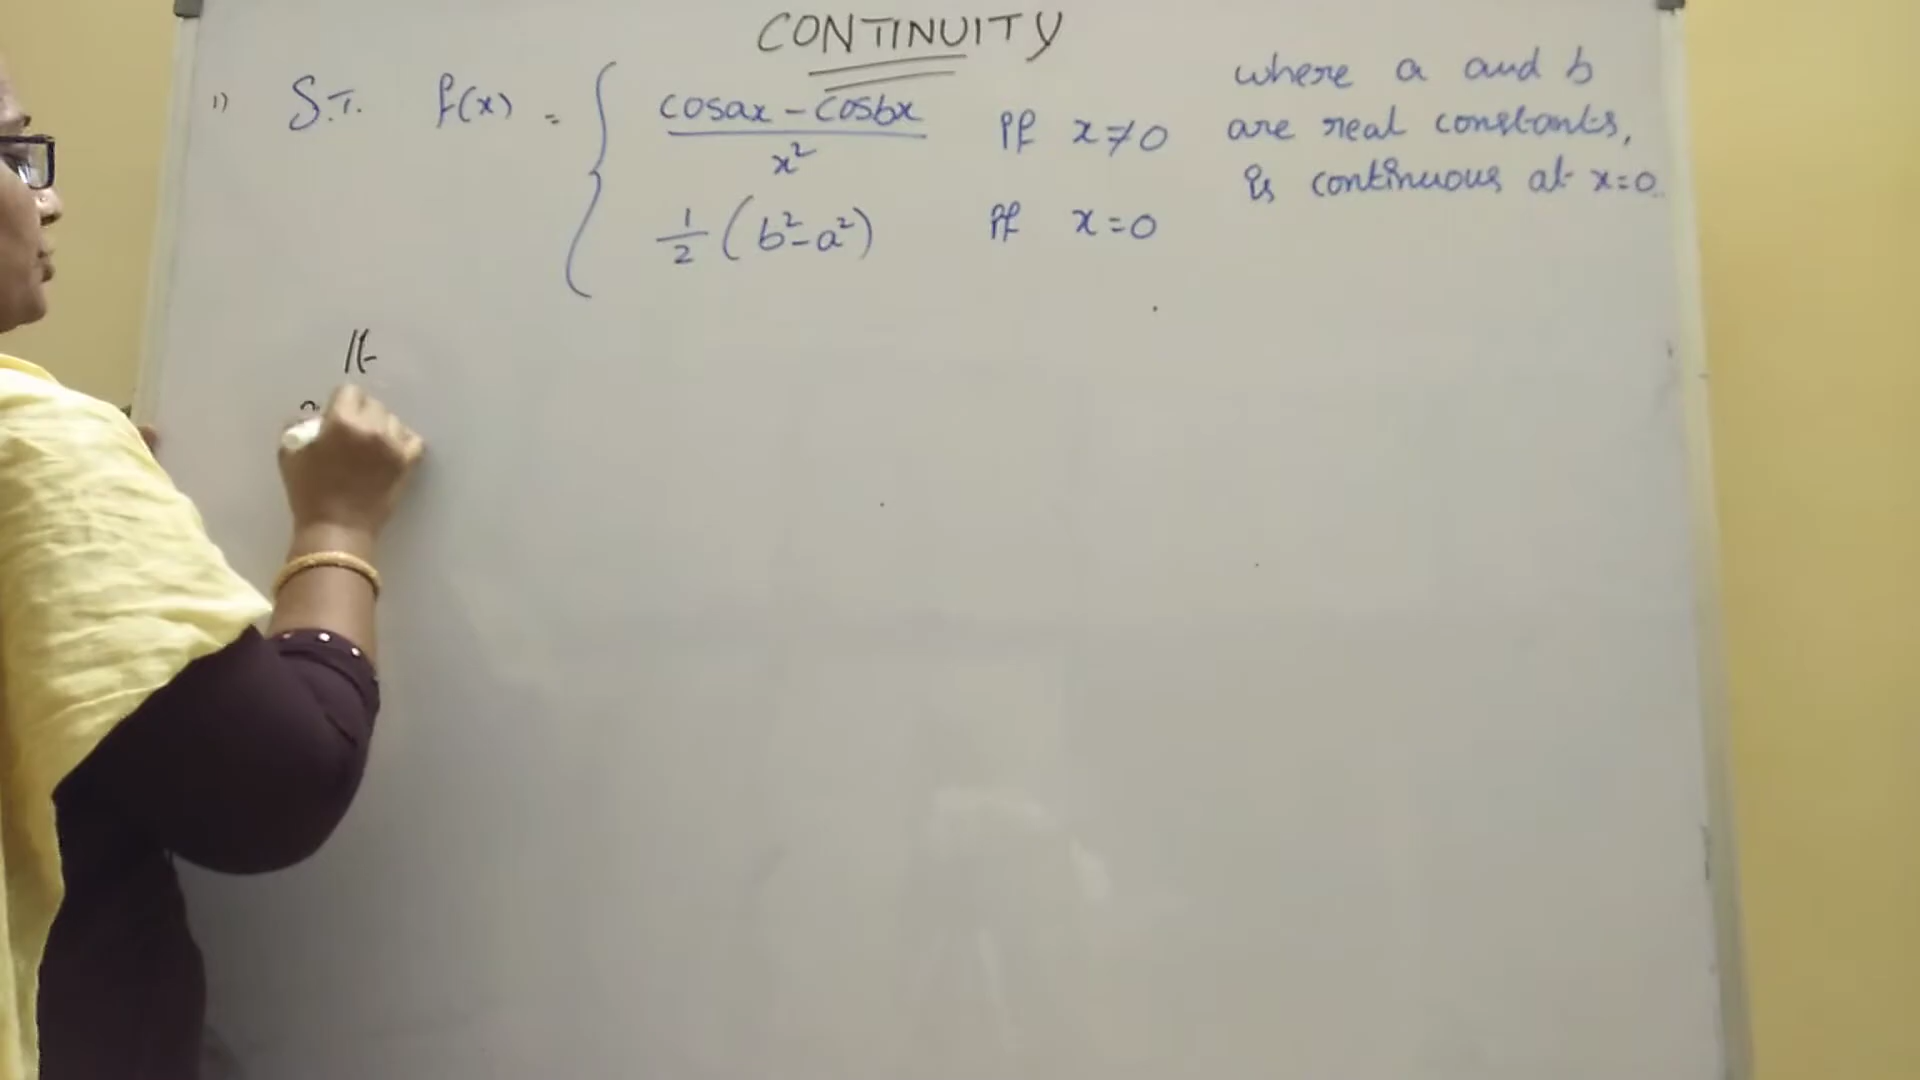 CONTINUITY
1) S.T. f(x) = { cosax - cosbx / x² if x ≠ 0
1/2 (b² - a²) if x = 0
where a and b
are real constants,
is continuous at x=0.
lt